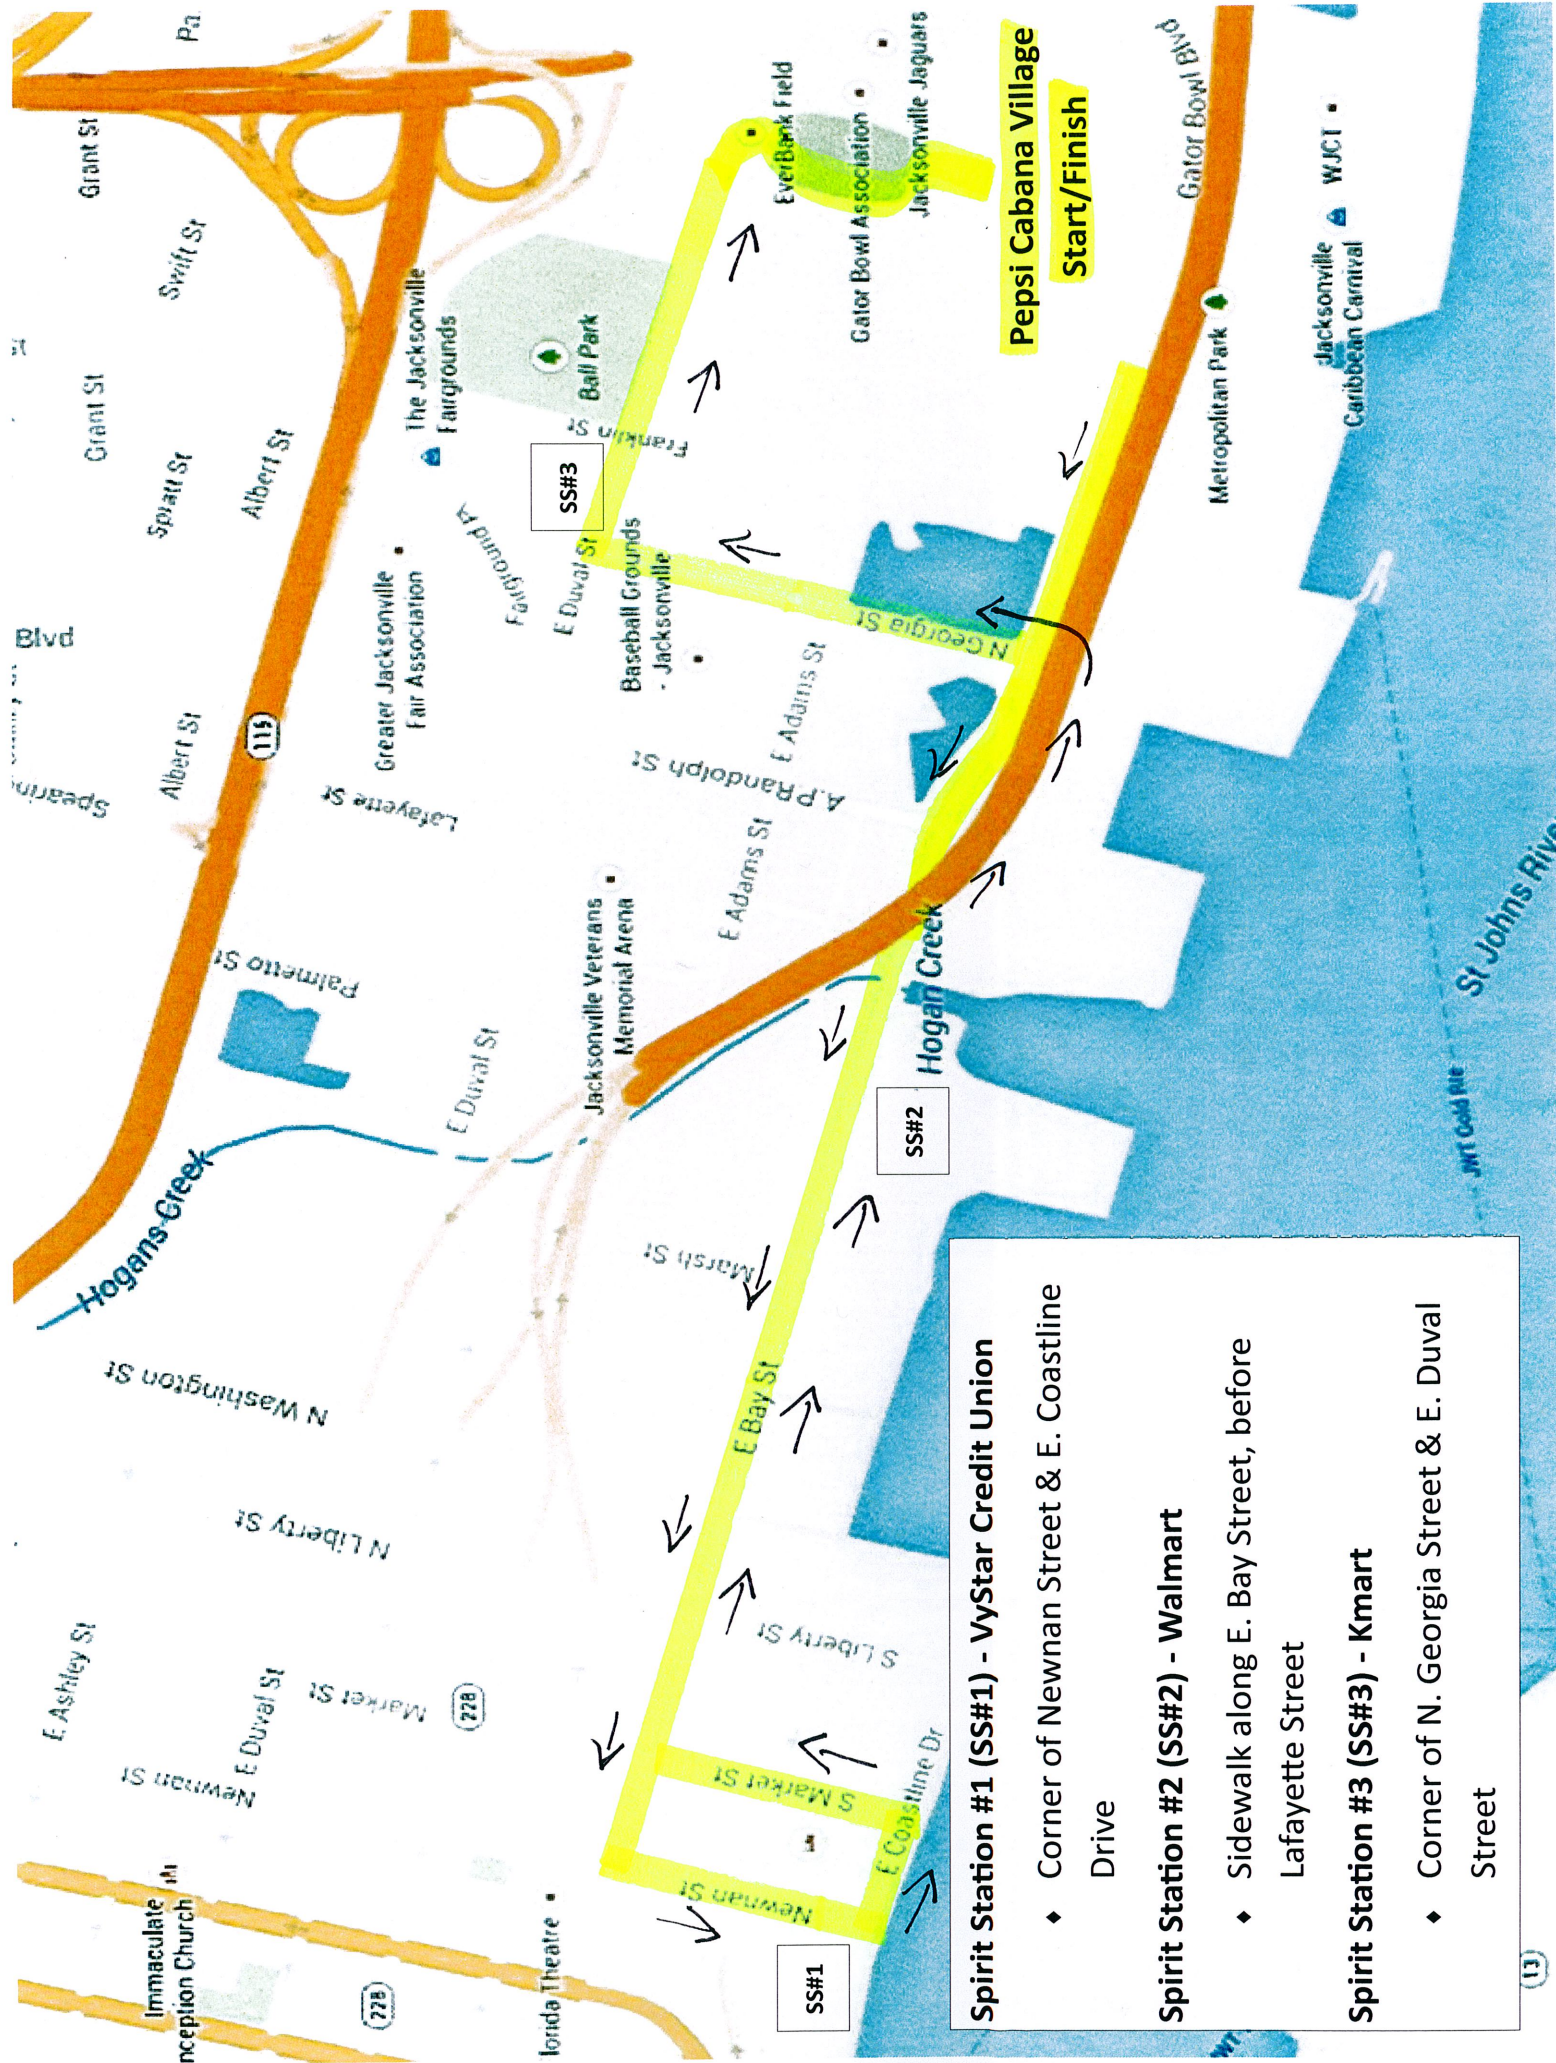 Pa
Grant St
Swift St
Grant St
Spratt St
Albert St
Blvd
Albert St
Spearing
115
Lafayette St
The Jacksonville
Fairgrounds
Greater Jacksonville
Fair Association
Fairground Pl
Ball Park
Franklin St
SS#3
E Duval St
Baseball Grounds
- Jacksonville
EverBank Field
Gator Bowl Association
Jacksonville Jaguars
Pepsi Cabana Village
Start/Finish
Gator Bowl Blvd
WJCT
Jacksonville
Caribbean Carnival
Metropolitan Park
N Georgia St
E Adams St
A.P Randolph St
E Adams St
Jacksonville Veterans
Memorial Arena
Palmetto St
E Duval St
Hogans Creek
Hogan Creek
SS#2
St Johns Rive
Marsh St
N Washington St
E Bay St
N Liberty St
S Liberty St
E Ashley St
E Duval St
Market St
228
Newnan St
S Market St
E Coastline Dr
Newnan St
SS#1
Immaculate
nception Church
228
lorida Theatre
13
Spirit Station #1 (SS#1) - VyStar Credit Union
♦ Corner of Newnan Street & E. Coastline
Drive
Spirit Station #2 (SS#2) - Walmart
♦ Sidewalk along E. Bay Street, before
Lafayette Street
Spirit Station #3 (SS#3) - Kmart
♦ Corner of N. Georgia Street & E. Duval
Street